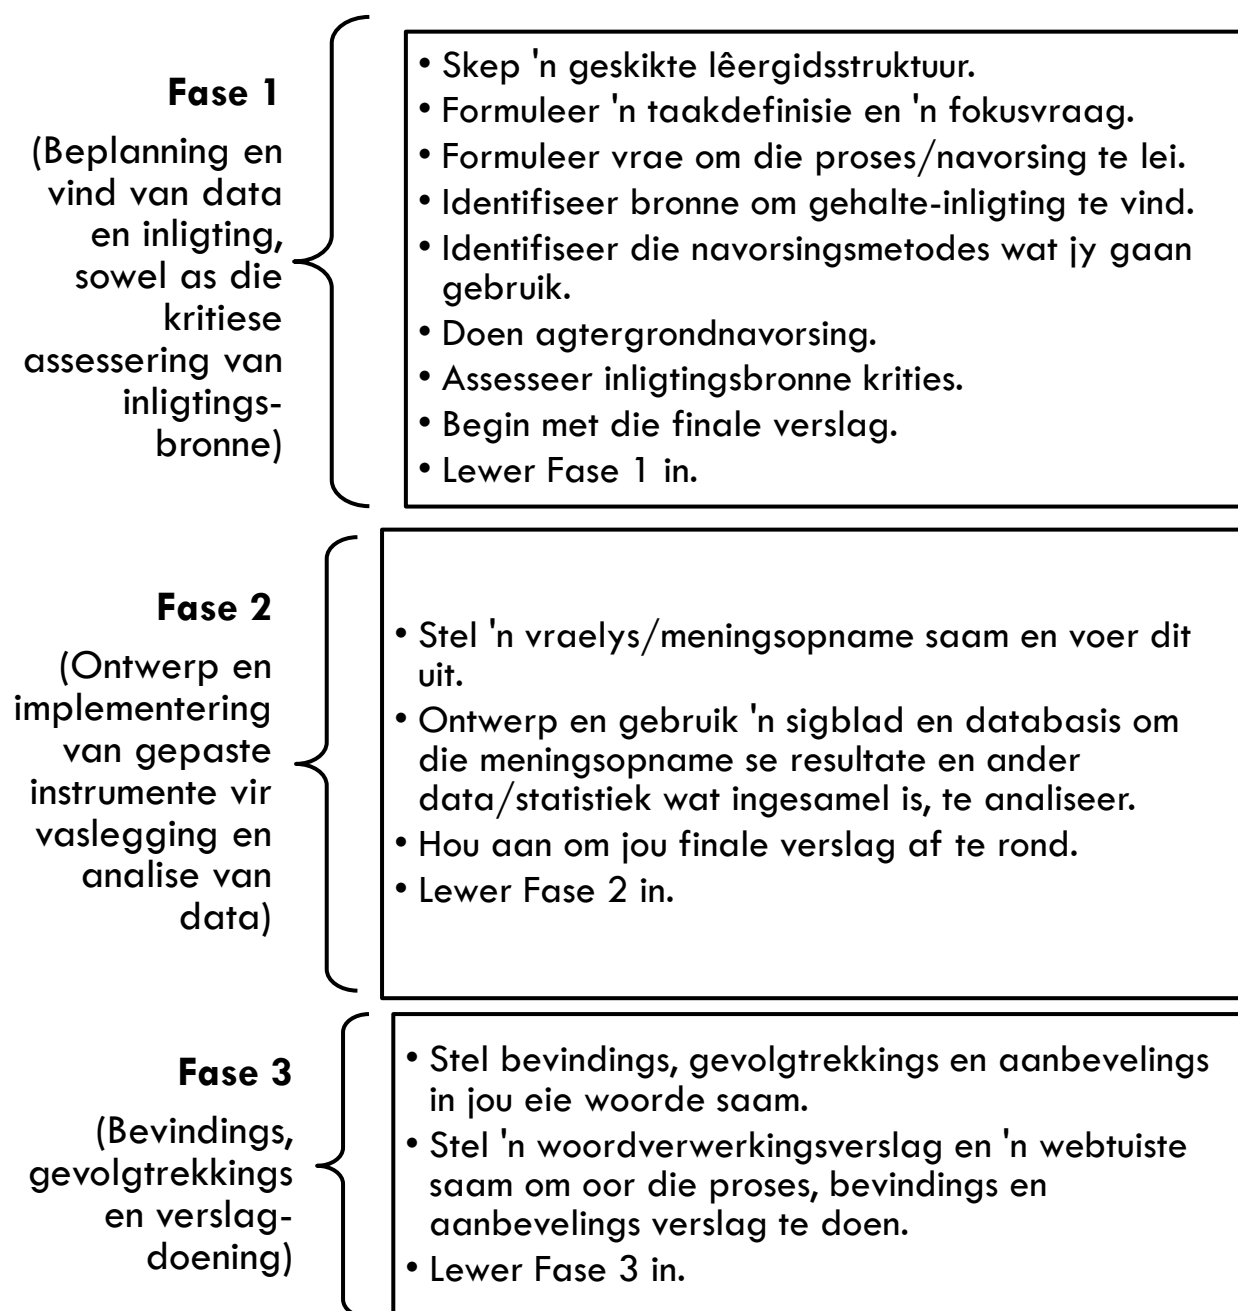 Fase 1
(Beplanning en
vind van data
en inligting,
sowel as die
kritiese
assessering van
inligtings-
bronne)
• Skep 'n geskikte lêergidsstruktuur.
• Formuleer 'n taakdefinisie en 'n fokusvraag.
• Formuleer vrae om die proses/navorsing te lei.
• Identifiseer bronne om gehalte-inligting te vind.
• Identifiseer die navorsingsmetodes wat jy gaan
gebruik.
• Doen agtergrondnavorsing.
• Assesseer inligtingsbronne krities.
• Begin met die finale verslag.
• Lewer Fase 1 in.
Fase 2
(Ontwerp en
implementering
van gepaste
instrumente vir
vaslegging en
analise van
data)
• Stel 'n vraelys/meningsopname saam en voer dit
uit.
• Ontwerp en gebruik 'n sigblad en databasis om
die meningsopname se resultate en ander
data/statistiek wat ingesamel is, te analiseer.
• Hou aan om jou finale verslag af te rond.
• Lewer Fase 2 in.
Fase 3
(Bevindings,
gevolgtrekkings
en verslag-
doening)
• Stel bevindings, gevolgtrekkings en aanbevelings
in jou eie woorde saam.
• Stel 'n woordverwerkingsverslag en 'n webtuiste
saam om oor die proses, bevindings en
aanbevelings verslag te doen.
• Lewer Fase 3 in.